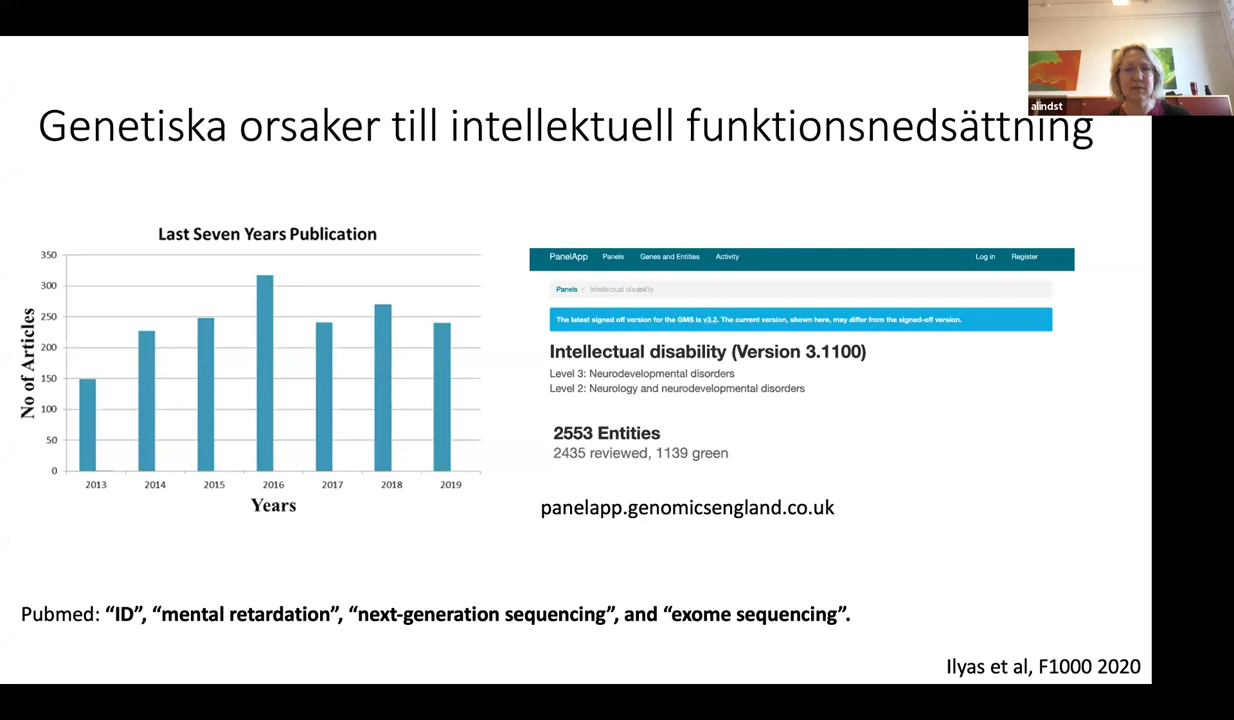 alindst
Genetiska orsaker till intellektuell funktionsnedsättning
Last Seven Years Publication
No of Articles
350
300
250
200
150
100
50
0
2013 2014 2015 2016 2017 2018 2019
Years
PanelApp Panels Genes and Entities Activity Log in Register
Panels / Intellectual disability
The latest signed off version for the GMS is v3.2. The current version, shown here, may differ from the signed-off version.
Intellectual disability (Version 3.1100)
Level 3: Neurodevelopmental disorders
Level 2: Neurology and neurodevelopmental disorders
2553 Entities
2435 reviewed, 1139 green
panelapp.genomicsengland.co.uk
Pubmed: “ID”, “mental retardation”, “next-generation sequencing”, and “exome sequencing”.
Ilyas et al, F1000 2020